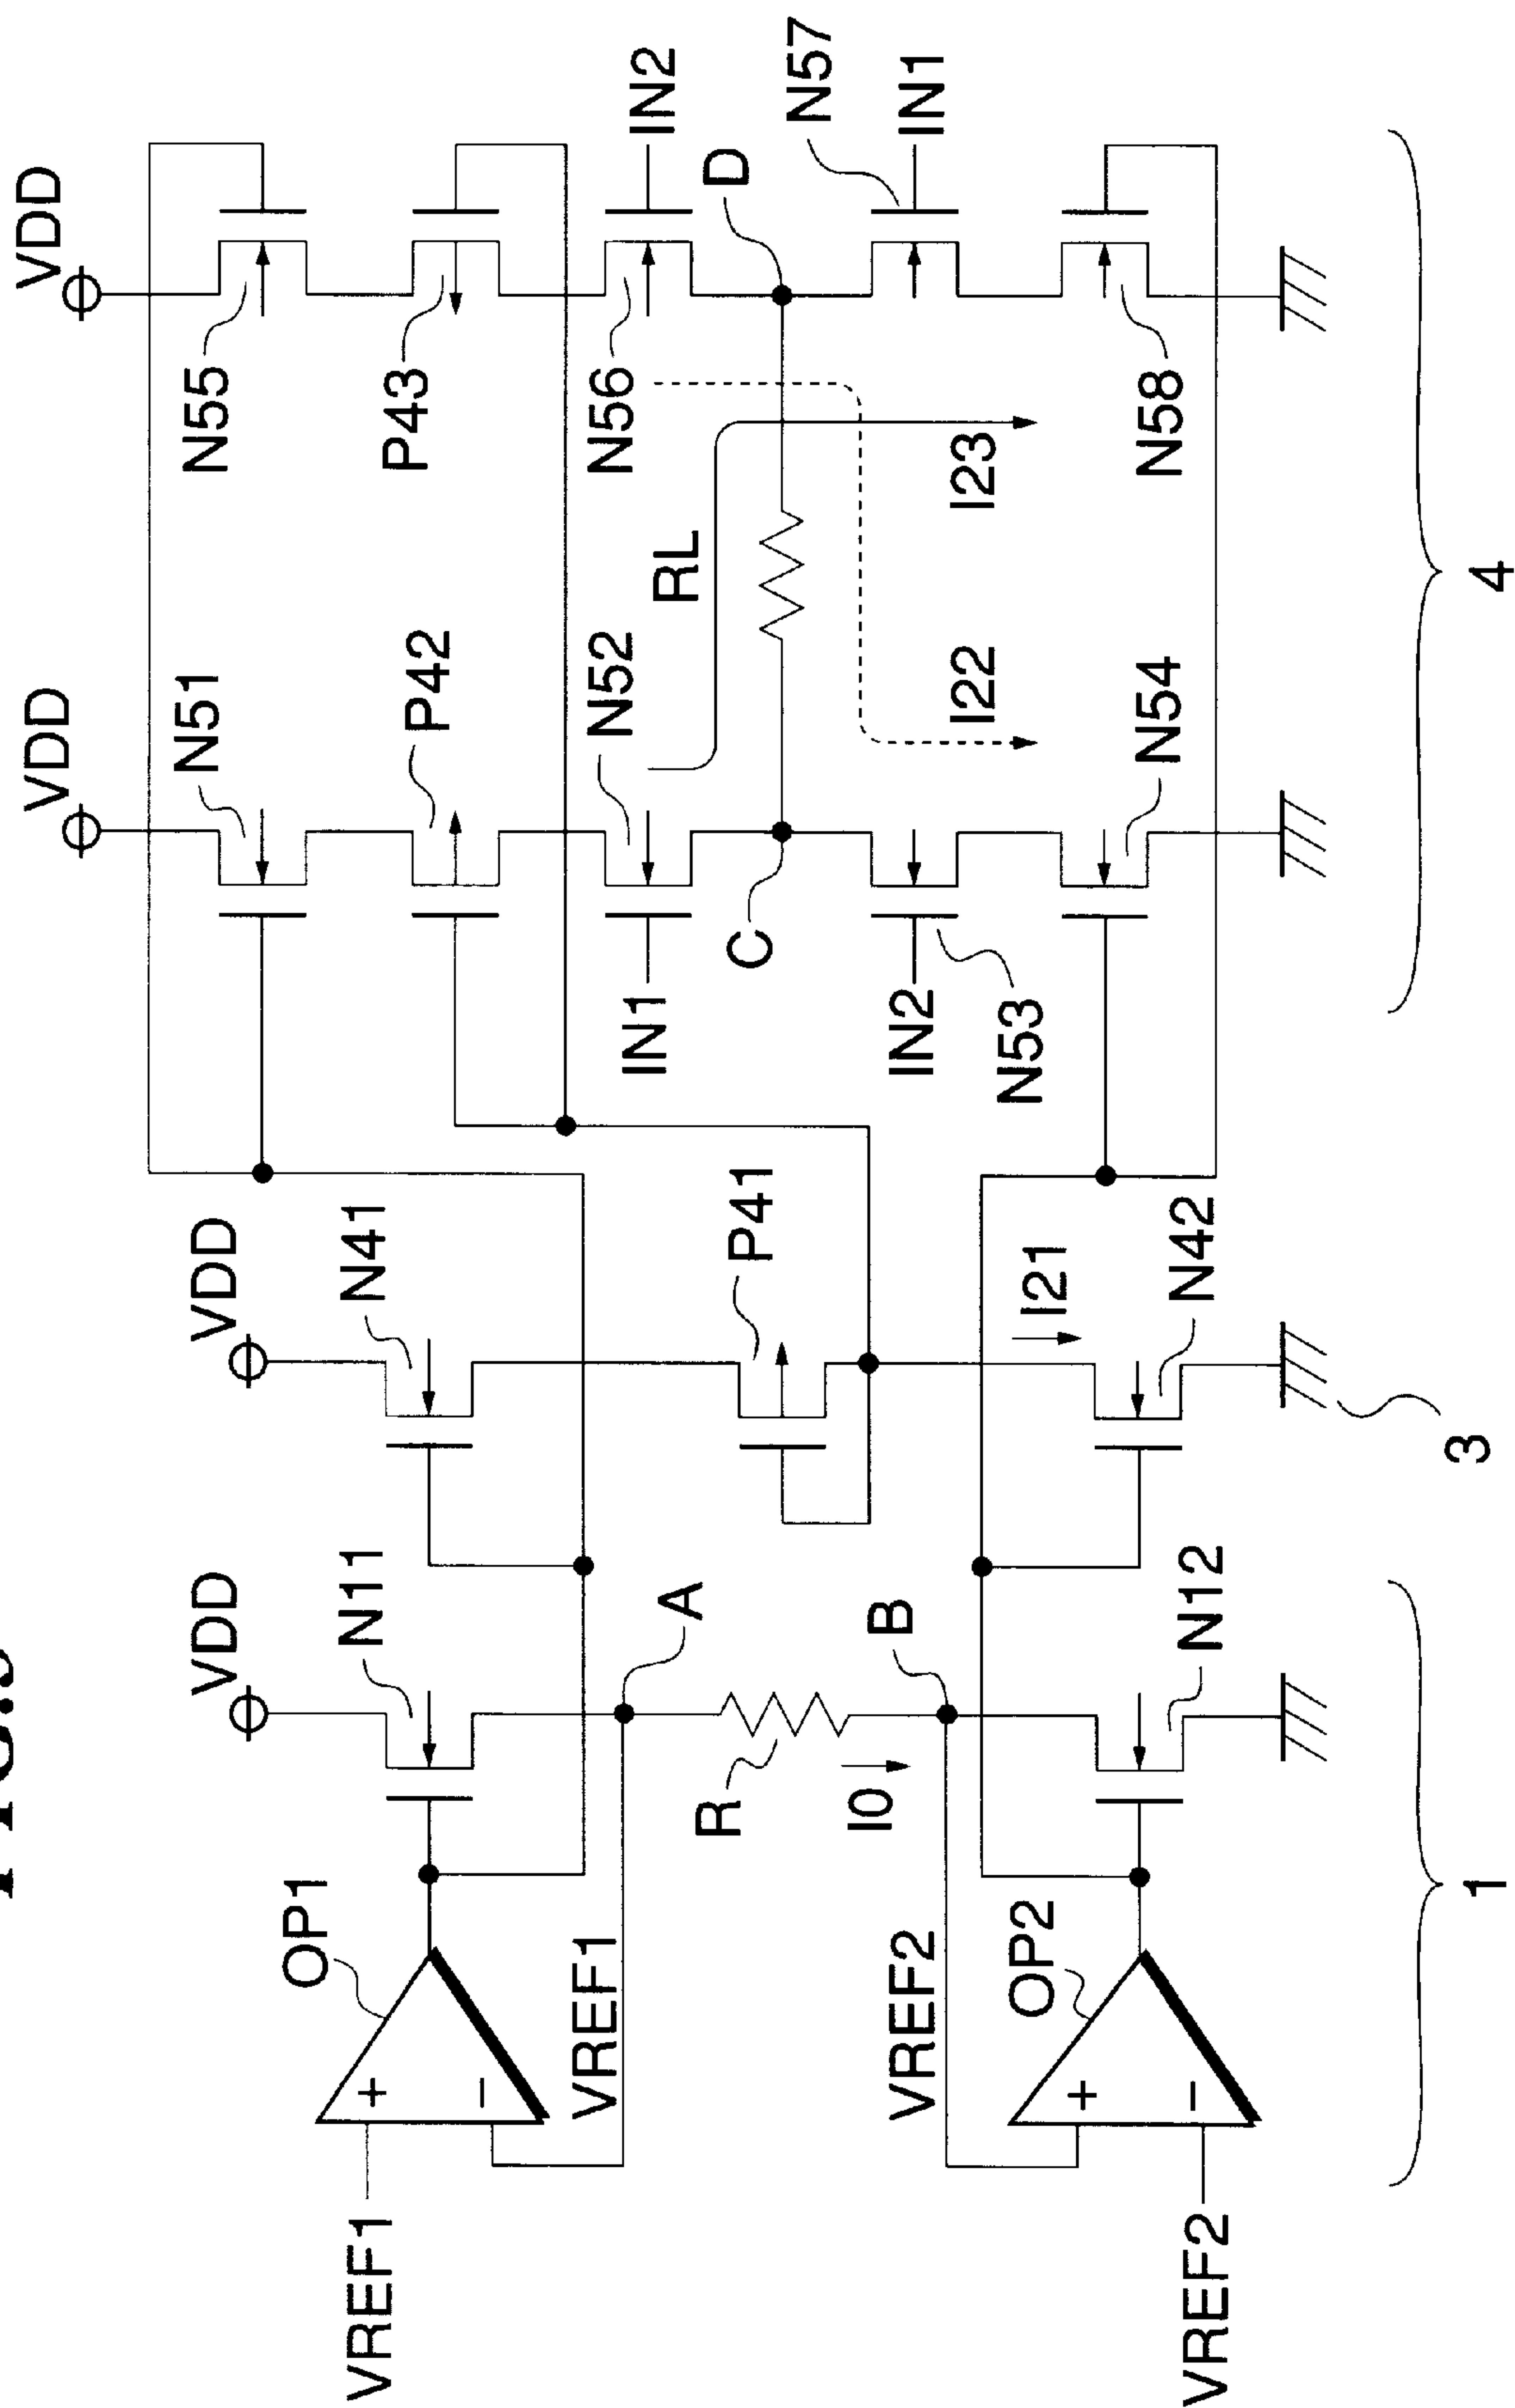 VDD
VDD
VDD
VDD
N51
N55
N11
N41
OP1
P42
P43
VREF1
VREF1
N52
N56
IN2
IN1
RL
A
P41
R
C
D
N57
I0
B
IN2
IN1
VREF2
I22
I23
N53
I21
OP2
N12
N42
N54
N58
VREF2
1
3
4